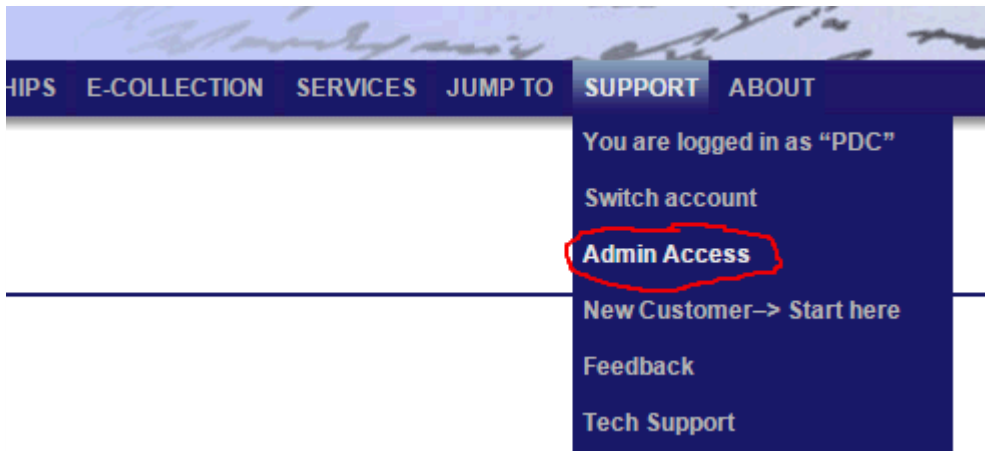 HIPS E-COLLECTION SERVICES JUMP TO SUPPORT ABOUT
You are logged in as “PDC”
Switch account
Admin Access
New Customer–> Start here
Feedback
Tech Support